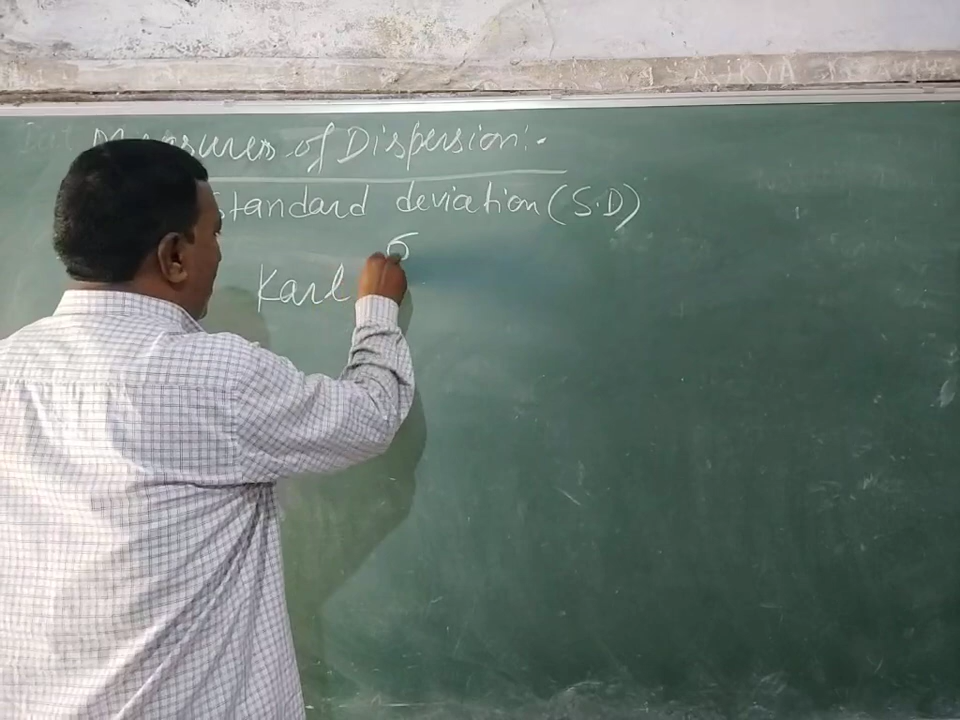 Measures of Dispersion:-
Standard deviation (S.D)
σ
Karl